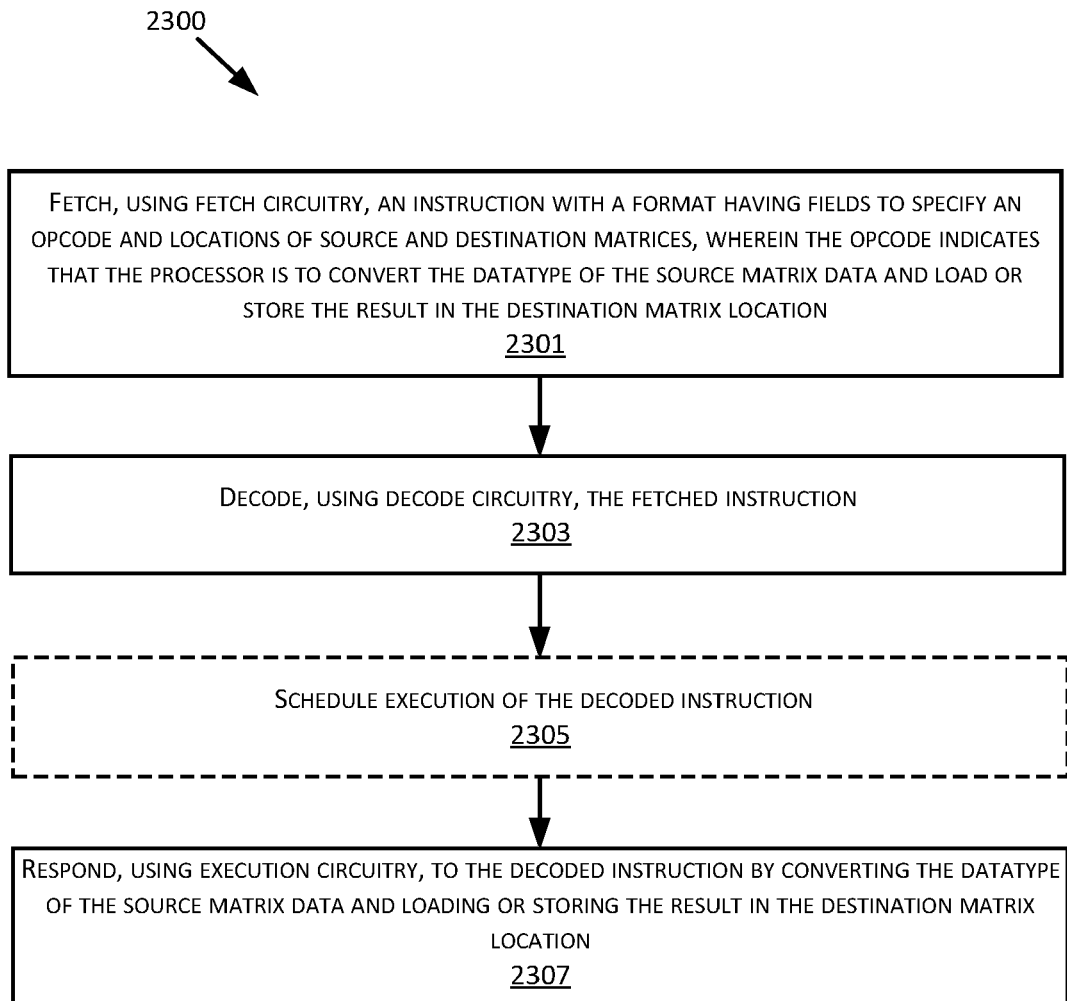 2300
FETCH, USING FETCH CIRCUITRY, AN INSTRUCTION WITH A FORMAT HAVING FIELDS TO SPECIFY AN
OPCODE AND LOCATIONS OF SOURCE AND DESTINATION MATRICES, WHEREIN THE OPCODE INDICATES
THAT THE PROCESSOR IS TO CONVERT THE DATATYPE OF THE SOURCE MATRIX DATA AND LOAD OR
STORE THE RESULT IN THE DESTINATION MATRIX LOCATION
2301
DECODE, USING DECODE CIRCUITRY, THE FETCHED INSTRUCTION
2303
SCHEDULE EXECUTION OF THE DECODED INSTRUCTION
2305
RESPOND, USING EXECUTION CIRCUITRY, TO THE DECODED INSTRUCTION BY CONVERTING THE DATATYPE
OF THE SOURCE MATRIX DATA AND LOADING OR STORING THE RESULT IN THE DESTINATION MATRIX
LOCATION
2307